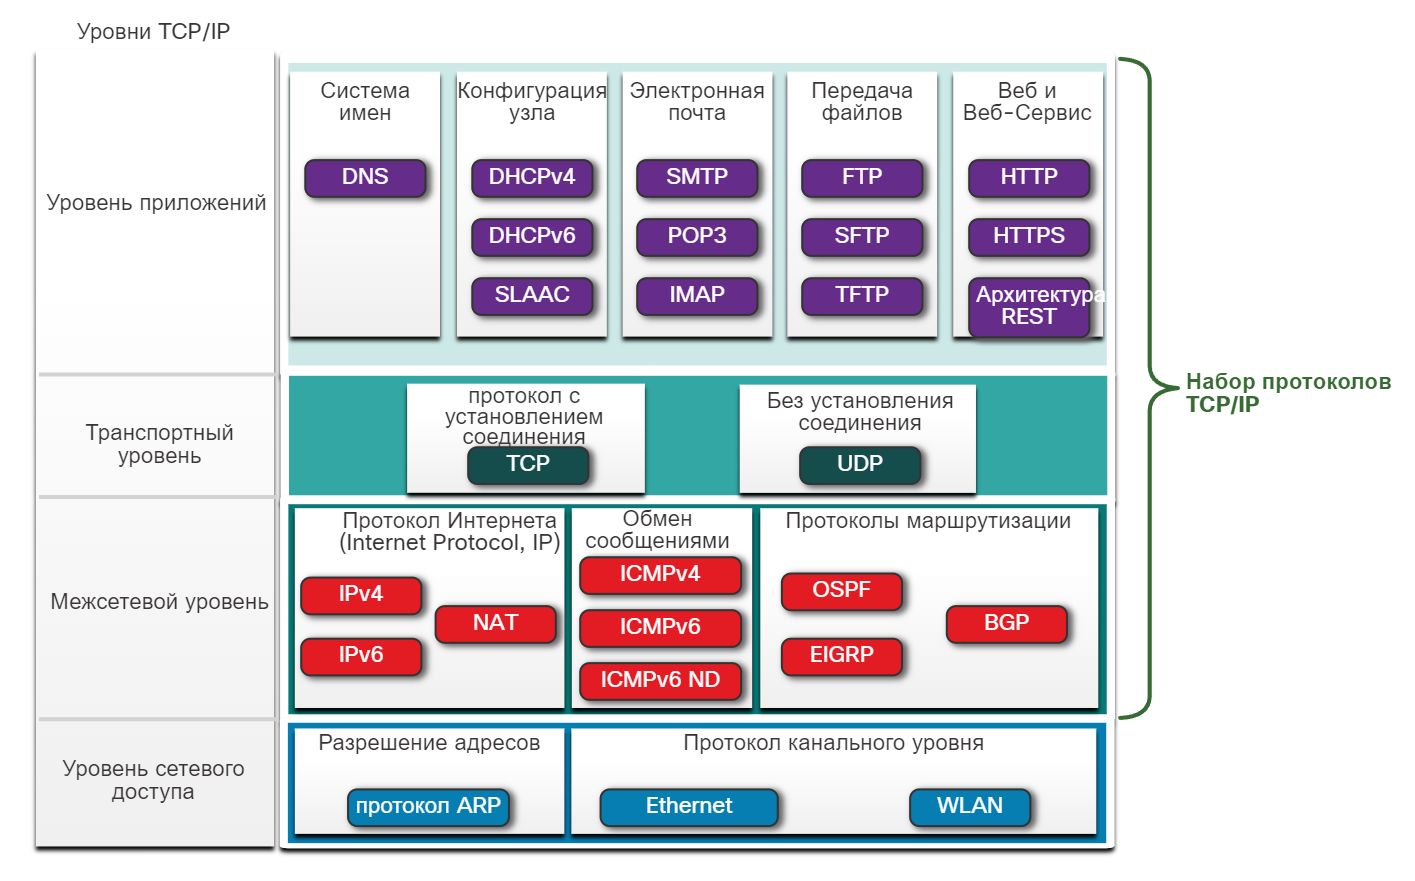 Уровни TCP/IP
Уровень приложений
Система
имен
DNS
Конфигурация
узла
DHCPv4
DHCPv6
SLAAC
Электронная
почта
SMTP
POP3
IMAP
Передача
файлов
FTP
SFTP
TFTP
Веб и
Веб-Сервис
HTTP
HTTPS
Архитектура
REST
Транспортный
уровень
протокол с
установлением
соединения
TCP
Без установления
соединения
UDP
Межсетевой уровень
Протокол Интернета
(Internet Protocol, IP)
IPv4
IPv6
NAT
Обмен
сообщениями
ICMPv4
ICMPv6
ICMPv6 ND
Протоколы маршрутизации
OSPF
EIGRP
BGP
Уровень сетевого
доступа
Разрешение адресов
протокол ARP
Протокол канального уровня
Ethernet
WLAN
Набор протоколов
TCP/IP